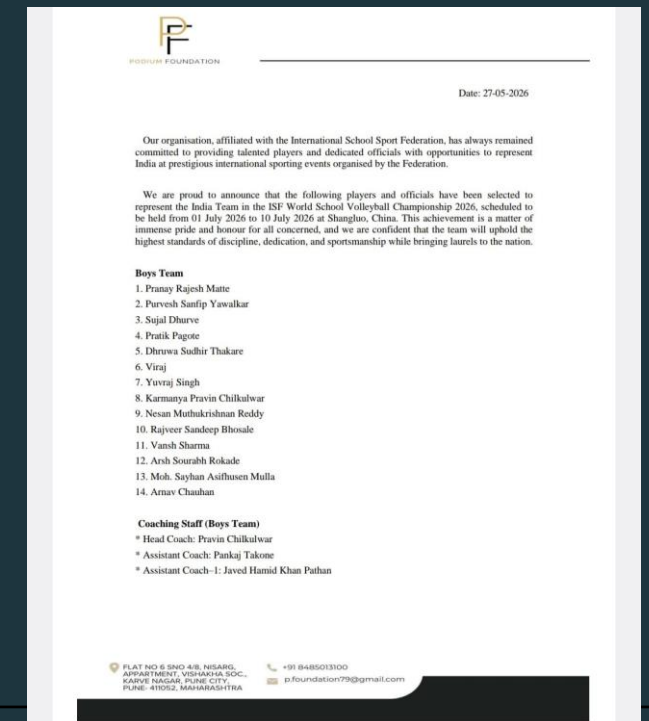 PF
PODIUM FOUNDATION
Date: 27-05-2026
Our organisation, affiliated with the International School Sport Federation, has always remained
committed to providing talented players and dedicated officials with opportunities to represent
India at prestigious international sporting events organised by the Federation.
We are proud to announce that the following players and officials have been selected to
represent the India Team in the ISF World School Volleyball Championship 2026, scheduled to
be held from 01 July 2026 to 10 July 2026 at Shangluo, China. This achievement is a matter of
immense pride and honour for all concerned, and we are confident that the team will uphold the
highest standards of discipline, dedication, and sportsmanship while bringing laurels to the nation.
Boys Team
1. Pranay Rajesh Matte
2. Purvesh Sanfip Yawalkar
3. Sujal Dhurve
4. Pratik Pagote
5. Dhruwa Sudhir Thakare
6. Viraj
7. Yuvraj Singh
8. Karmanya Pravin Chilkulwar
9. Nesan Muthukrishnan Reddy
10. Rajveer Sandeep Bhosale
11. Vansh Sharma
12. Arsh Sourabh Rokade
13. Moh. Sayhan Asifhusen Mulla
14. Arnav Chauhan
Coaching Staff (Boys Team)
* Head Coach: Pravin Chilkulwar
* Assistant Coach: Pankaj Takone
* Assistant Coach–1: Javed Hamid Khan Pathan
FLAT NO 6 SNO 4/8, NISARG,
APPARTMENT, VISHAKHA SOC.,
KARVE NAGAR, PUNE CITY,
PUNE- 411052, MAHARASHTRA
+91 8485013100
p.foundation79@gmail.com